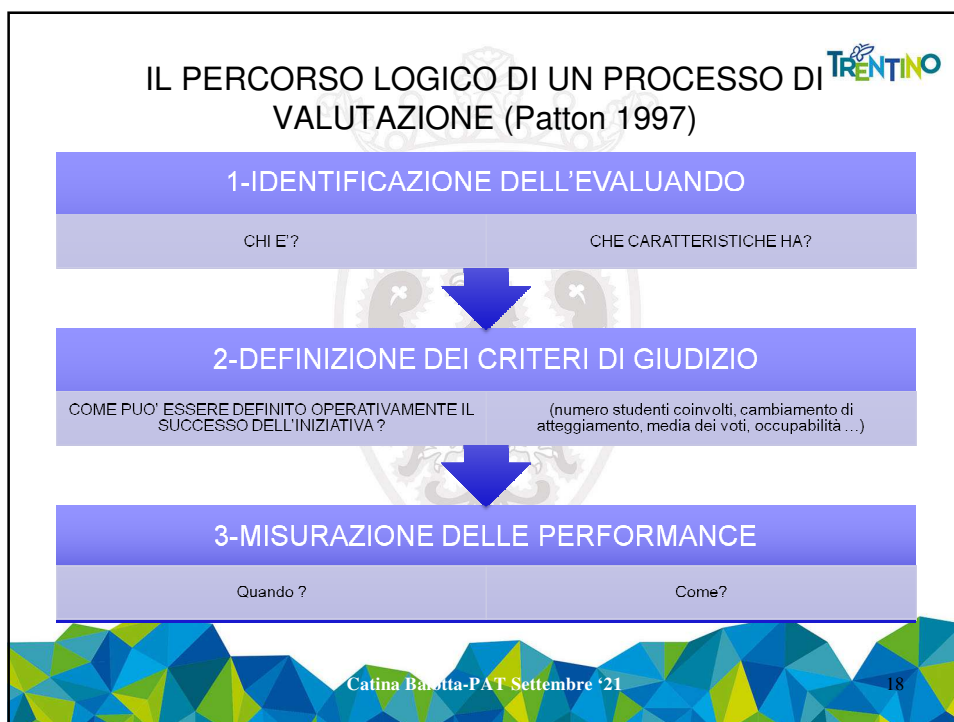 TRENTINO
IL PERCORSO LOGICO DI UN PROCESSO DI
VALUTAZIONE (Patton 1997)
1-IDENTIFICAZIONE DELL'EVALUANDO
CHI E'?
CHE CARATTERISTICHE HA?
2-DEFINIZIONE DEI CRITERI DI GIUDIZIO
COME PUO' ESSERE DEFINITO OPERATIVAMENTE IL
SUCCESSO DELL'INIZIATIVA ?
(numero studenti coinvolti, cambiamento di
atteggiamento, media dei voti, occupabilità ...)
3-MISURAZIONE DELLE PERFORMANCE
Quando ?
Come?
Catina Balotta-PAT Settembre ‘21
18